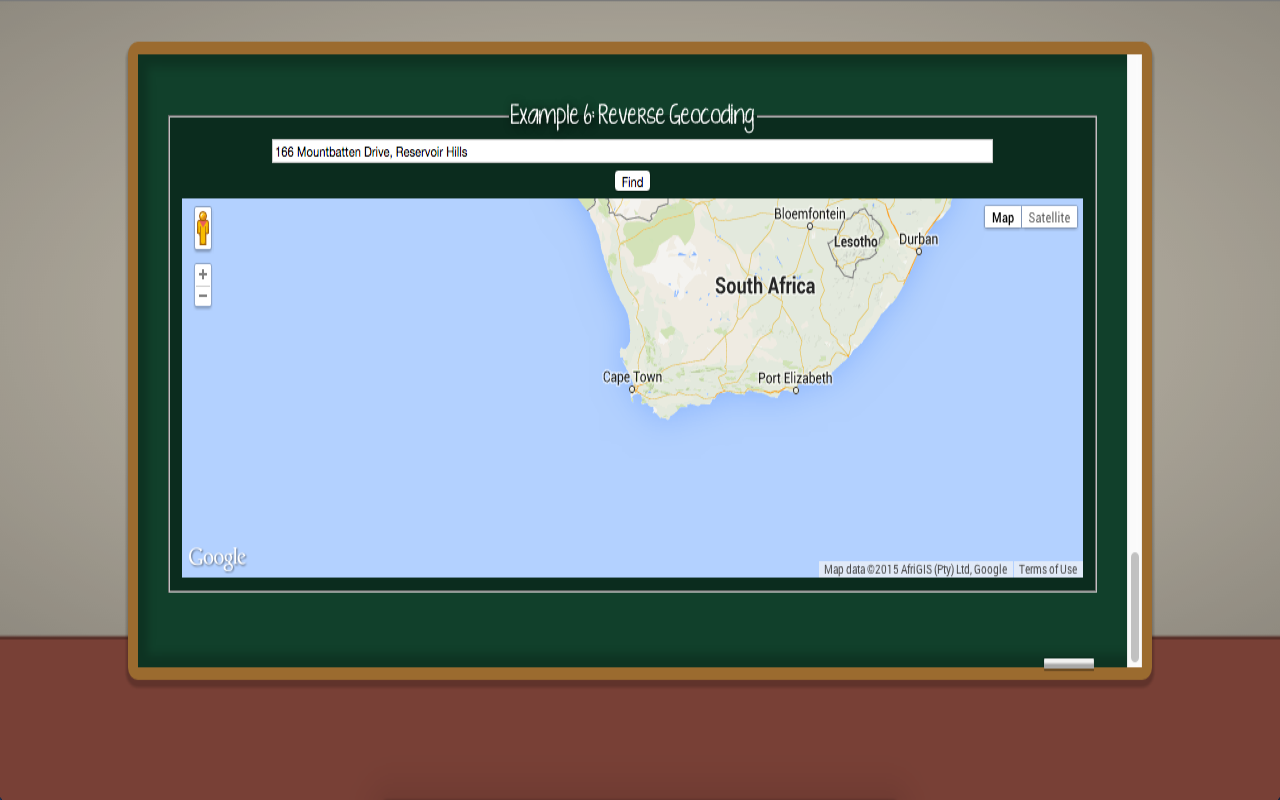 Example 6: Reverse Geocoding
166 Mountbatten Drive, Reservoir Hills
Find
Map Satellite
+
−
Bloemfontein
Lesotho
Durban
South Africa
Cape Town
Port Elizabeth
Google
Map data ©2015 AfriGIS (Pty) Ltd, Google Terms of Use